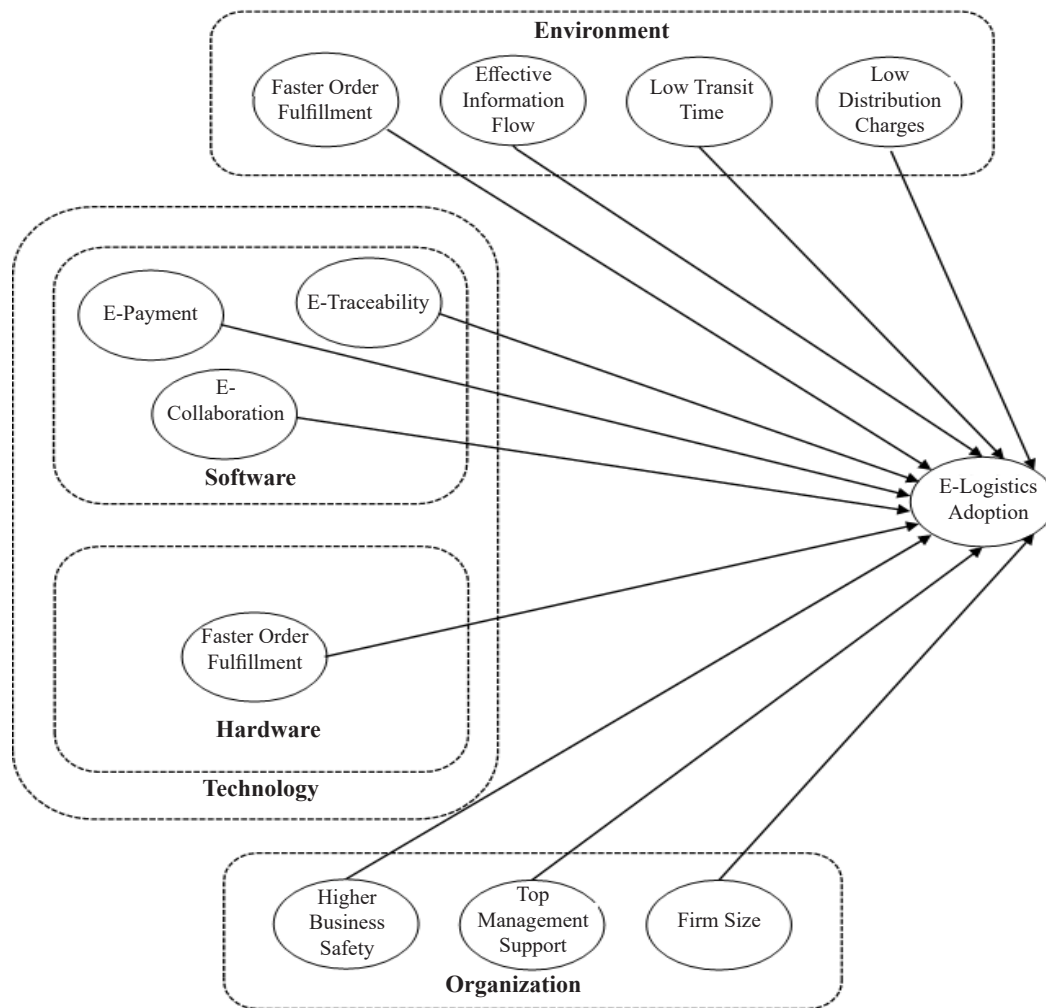 Environment
Faster Order
Fulfillment
Effective
Information
Flow
Low Transit
Time
Low
Distribution
Charges
E-Payment
E-Traceability
E-
Collaboration
Software
E-Logistics
Adoption
Faster Order
Fulfillment
Hardware
Technology
Higher
Business
Safety
Top
Management
Support
Firm Size
Organization